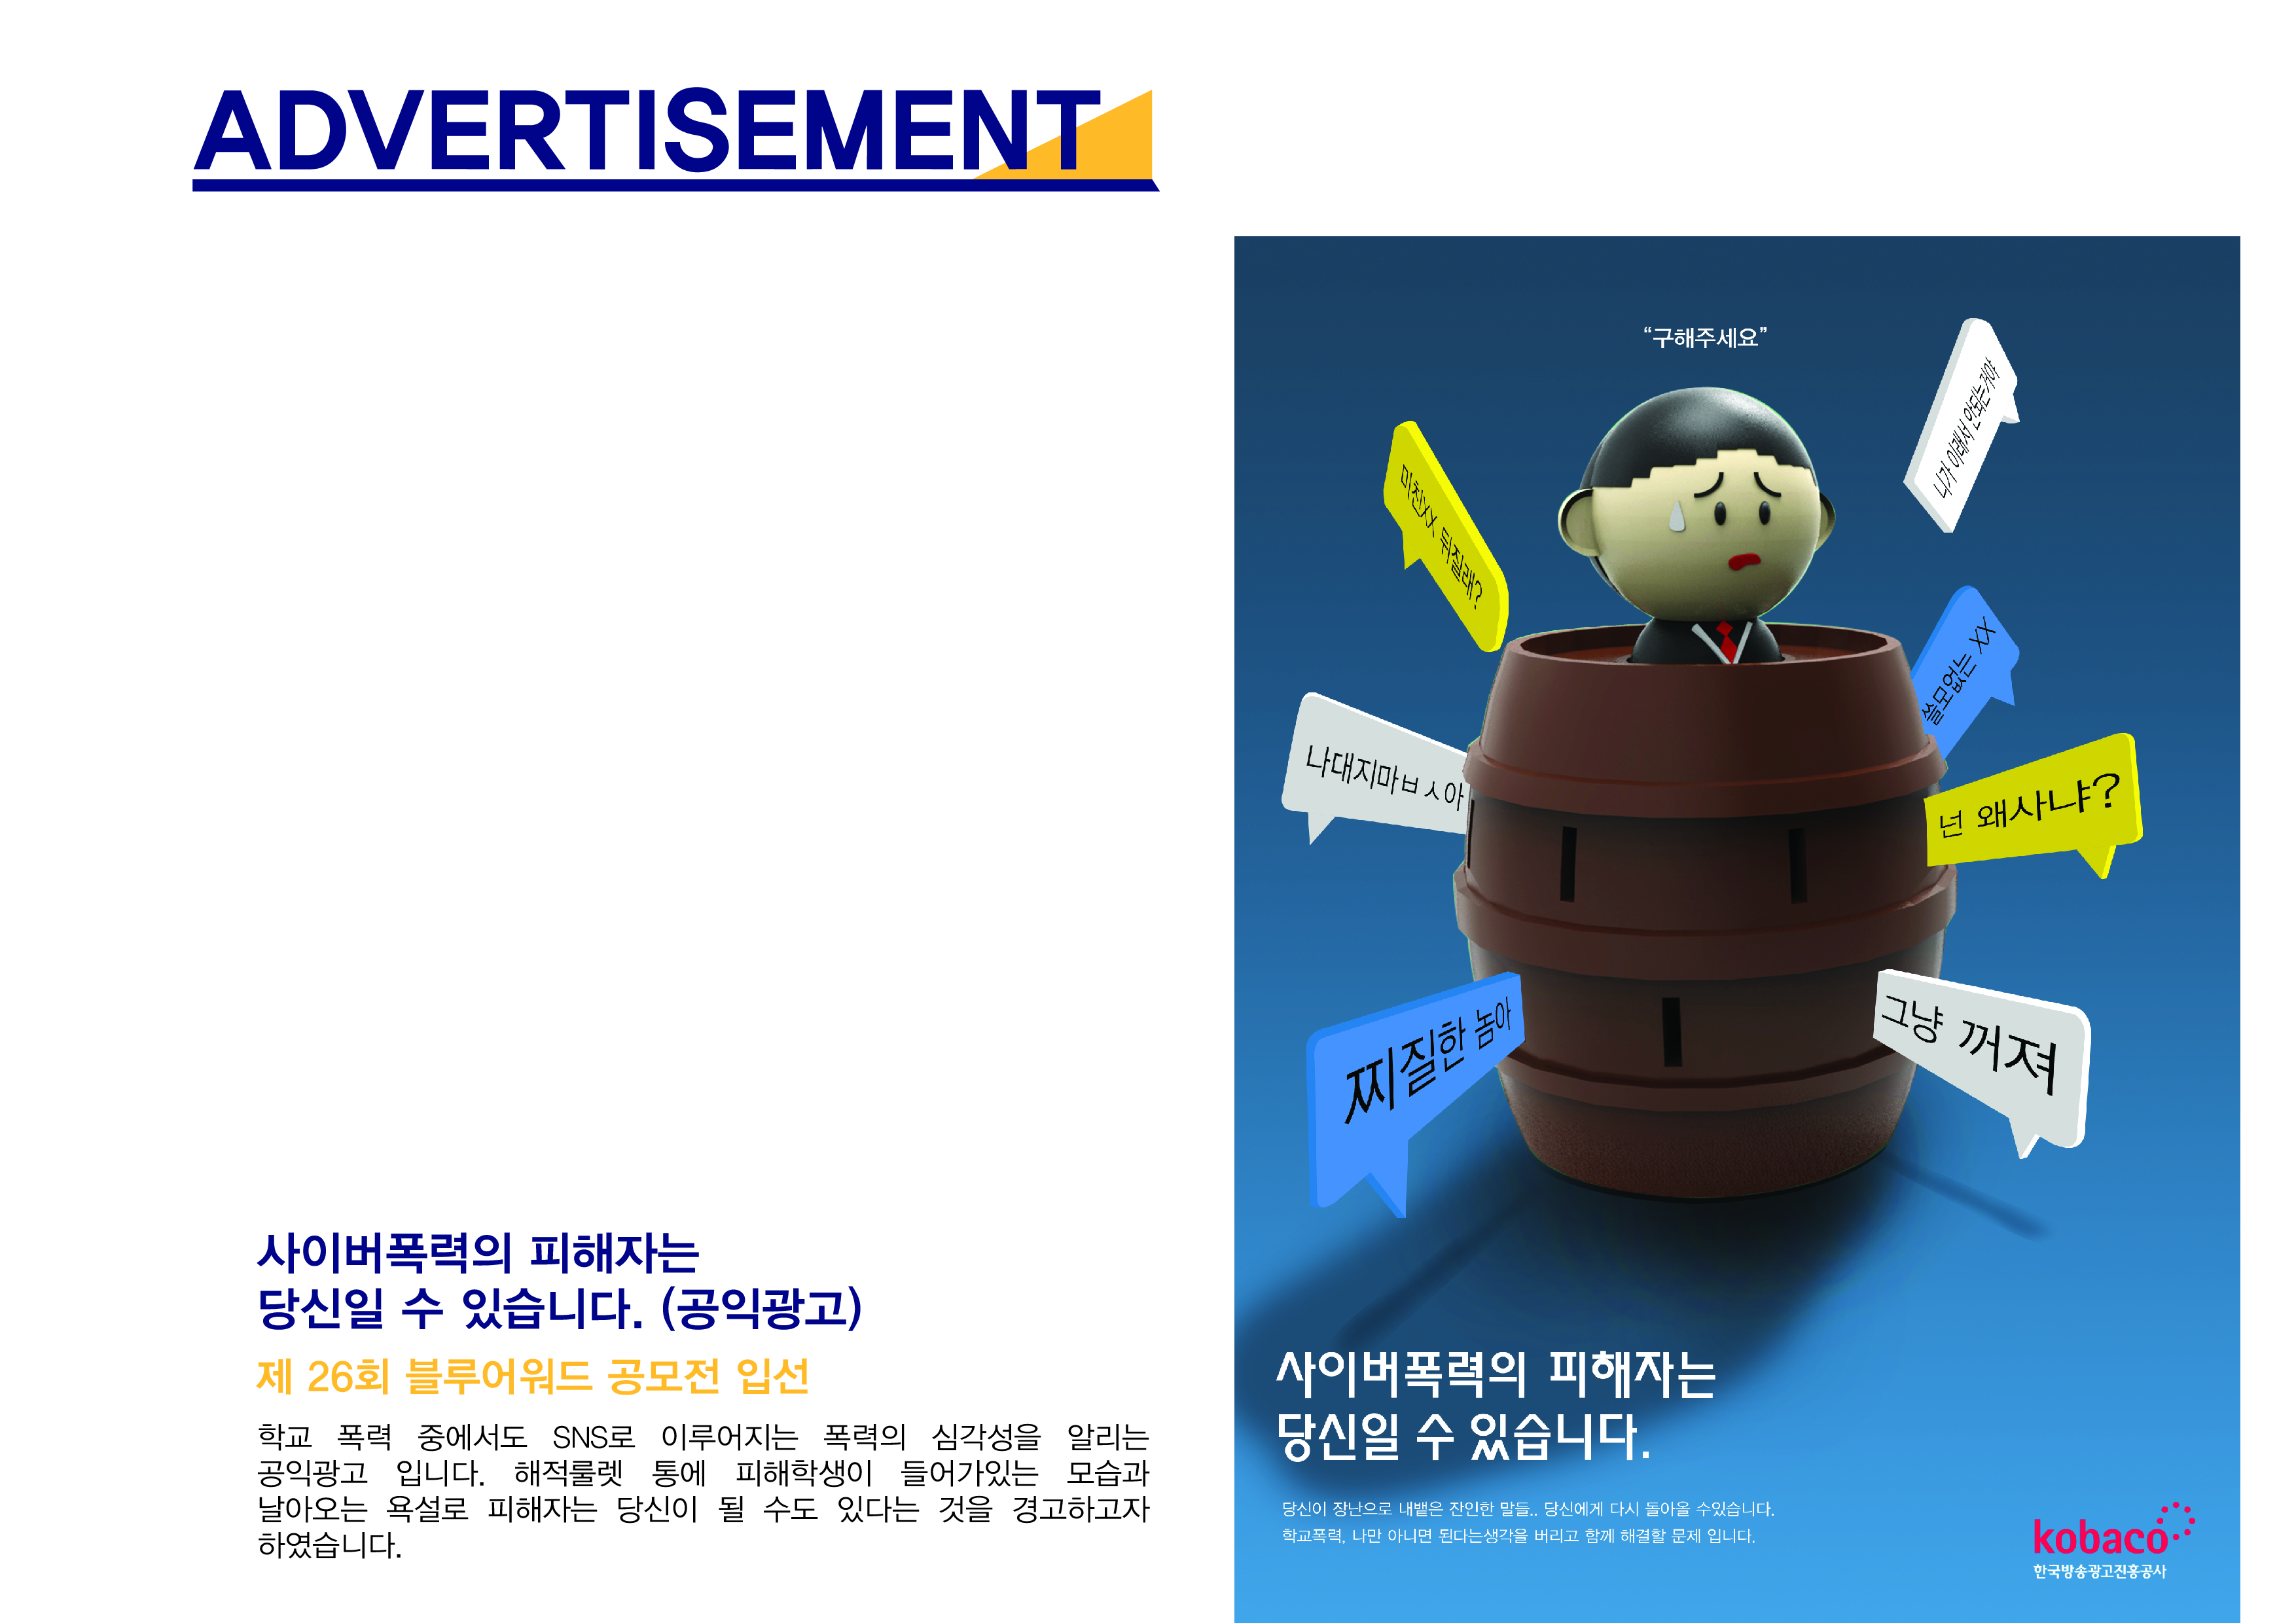 ADVERTISEMENT
사이버폭력의 피해자는
당신일 수 있습니다. (공익광고)
제 26회 블루어워드 공모전 입선
학교 폭력 중에서도 SNS로 이루어지는 폭력의 심각성을 알리는
공익광고 입니다. 해적룰렛 통에 피해학생이 들어가있는 모습과
날아오는 욕설로 피해자는 당신이 될 수도 있다는 것을 경고하고자
하였습니다.
“구해주세요”
니가 이래서 안되는거야
미친XX 뒤질래?
쓸모없는 XX
나대지마ㅂㅅ아
넌 왜사냐?
찌질한 놈아
그냥 꺼져
사이버폭력의 피해자는
당신일 수 있습니다.
당신이 장난으로 내뱉은 잔인한 말들.. 당신에게 다시 돌아올 수있습니다.
학교폭력, 나만 아니면 된다는생각을 버리고 함께 해결할 문제 입니다.
kobaco
한국방송광고진흥공사